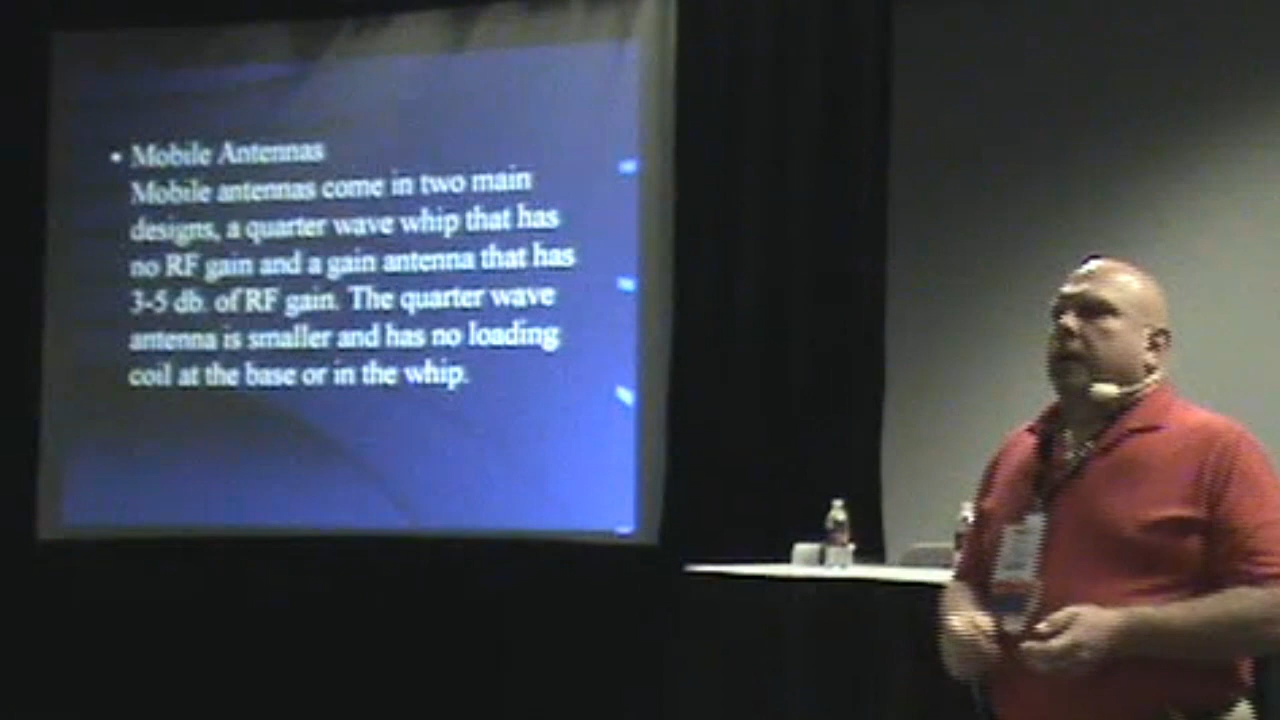 • Mobile Antennas
Mobile antennas come in two main
designs, a quarter wave whip that has
no RF gain and a gain antenna that has
3-5 db. of RF gain. The quarter wave
antenna is smaller and has no loading
coil at the base or in the whip.